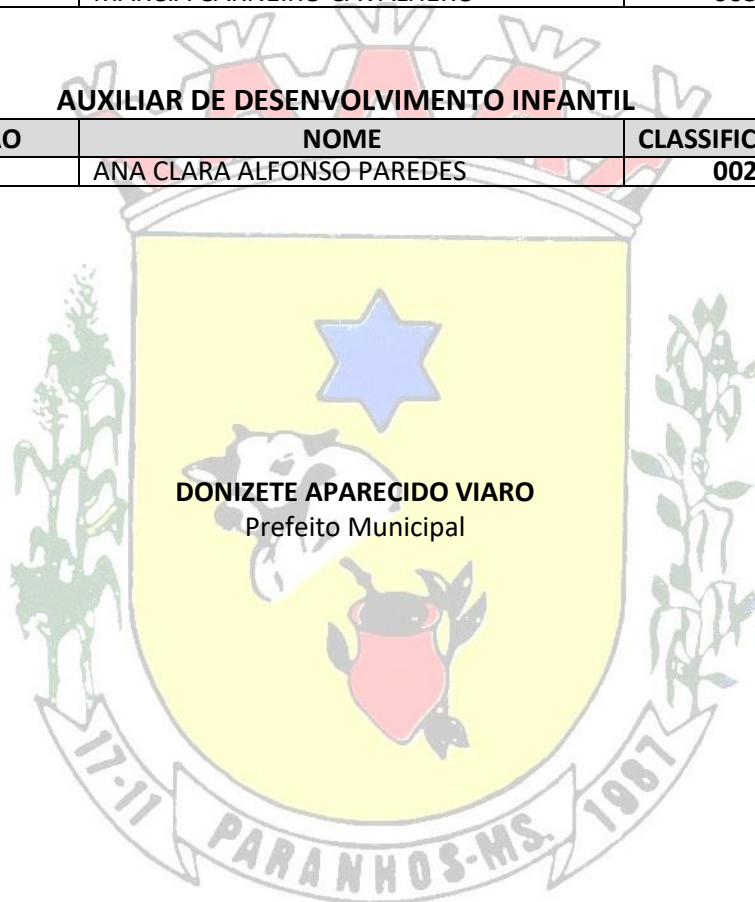 AUXILIAR DE DESENVOLVIMENTO INFANTIL
NOME CLASSIFIC
ANA CLARA ALFONSO PAREDES 002
DONIZETE APARECIDO VIARO
Prefeito Municipal
17-11 PARANHOS-MS. 1987